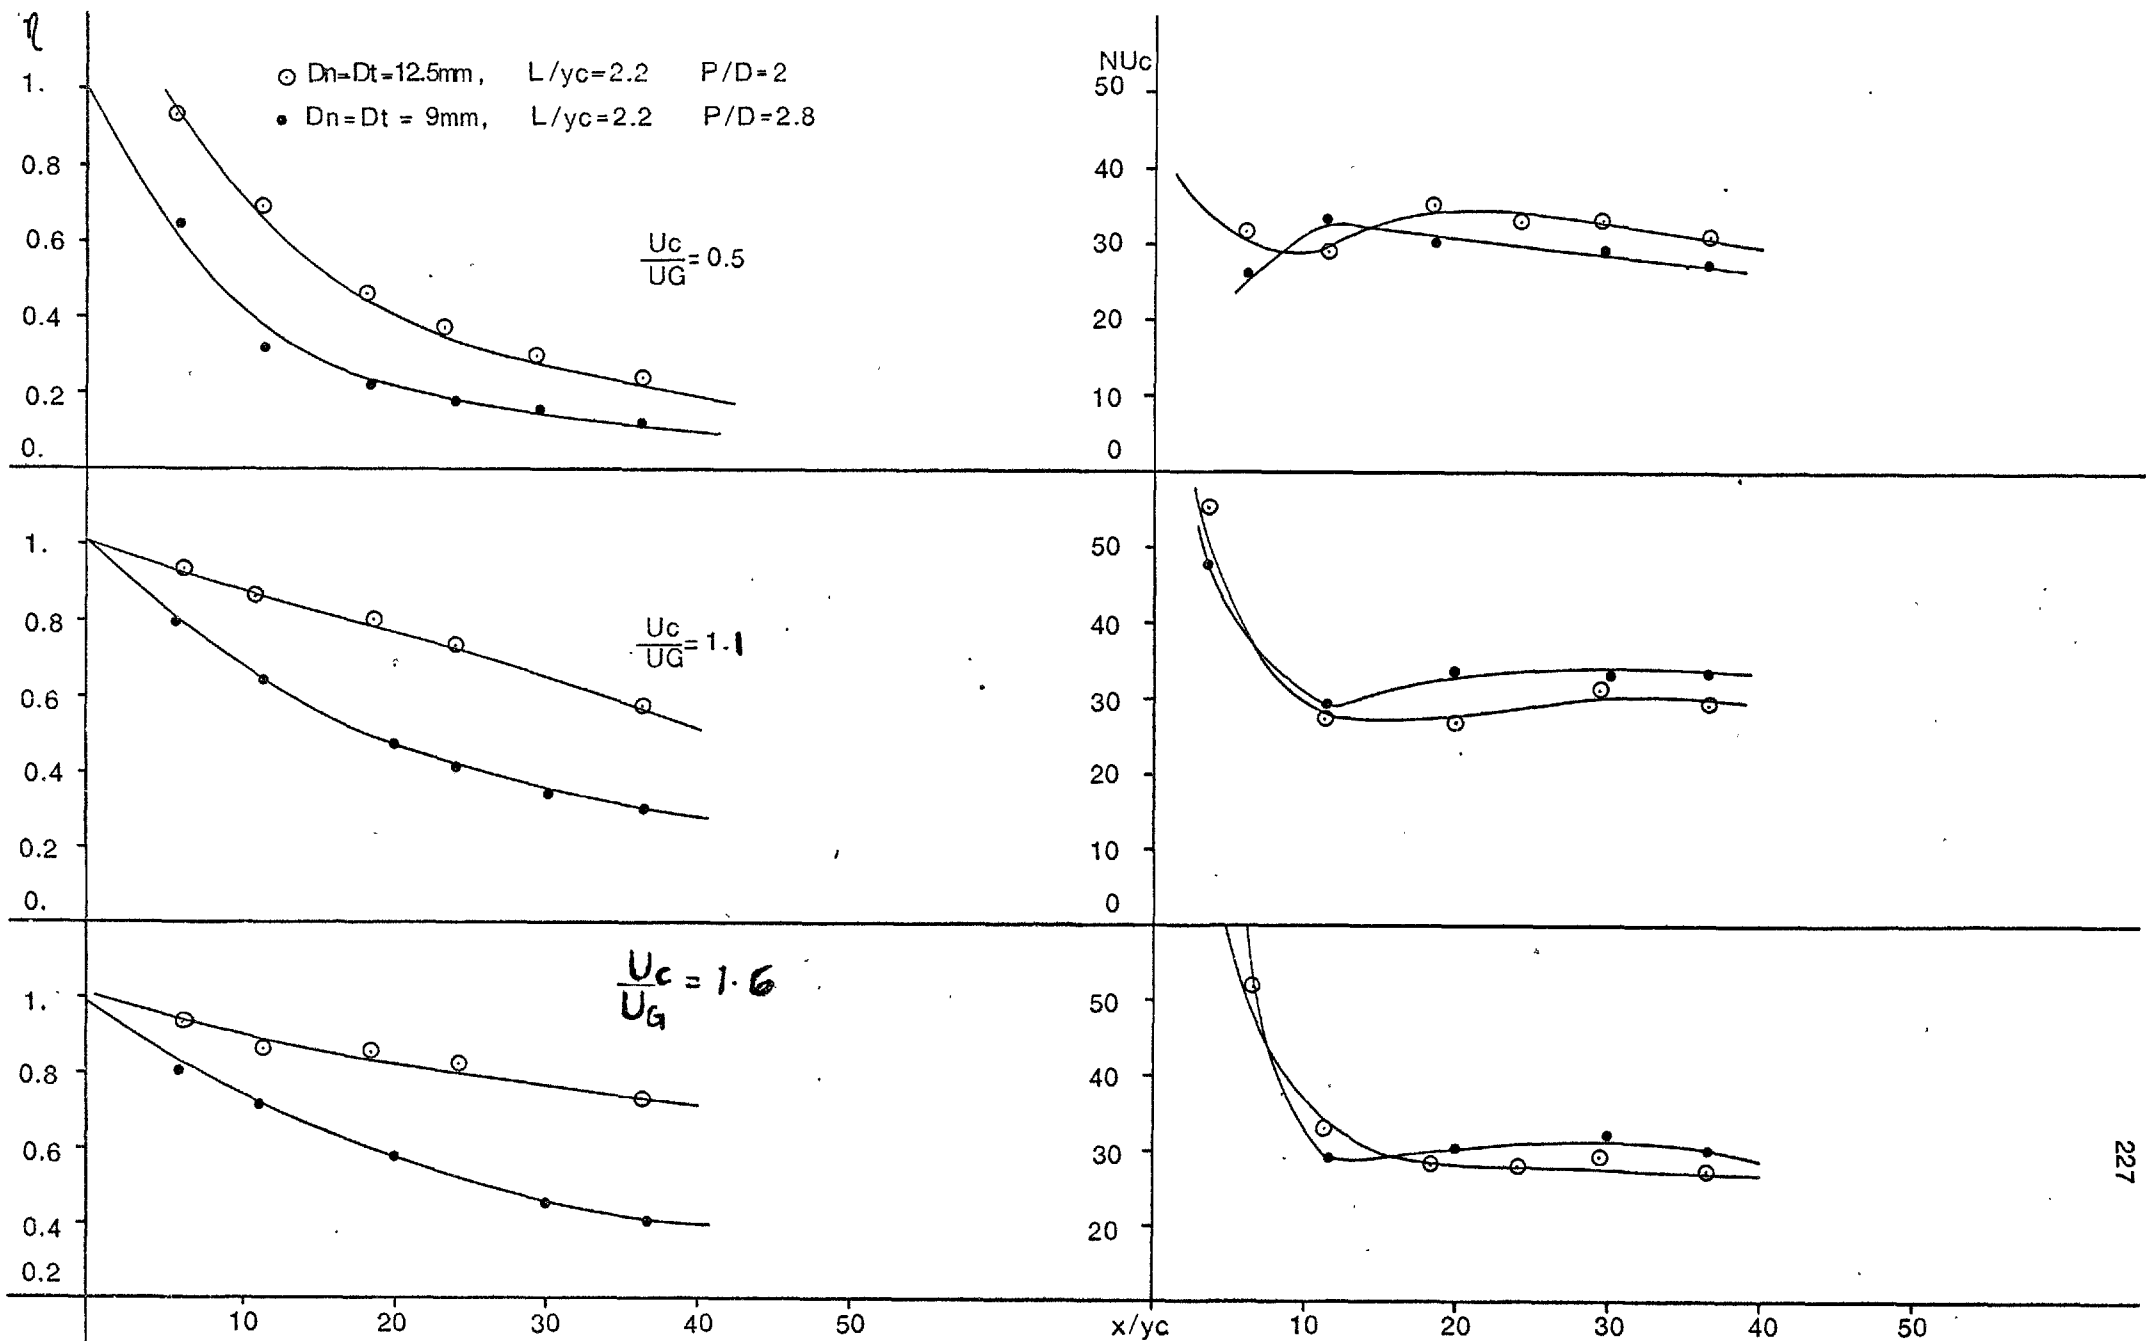 η
⊙ Dn=Dt=12.5mm, L/yc=2.2 P/D=2
• Dn=Dt = 9mm, L/yc=2.2 P/D=2.8
1.
0.8
0.6
0.4
0.2
0.
Uc
UG = 0.5
NUc
50
40
30
20
10
0
1.
0.8
0.6
0.4
0.2
0.
Uc
UG = 1.1
50
40
30
20
10
0
1.
0.8
0.6
0.4
0.2
Uc
UG = 1.6
50
40
30
20
10 20 30 40 50
x/yc 10 20 30 40 50
227